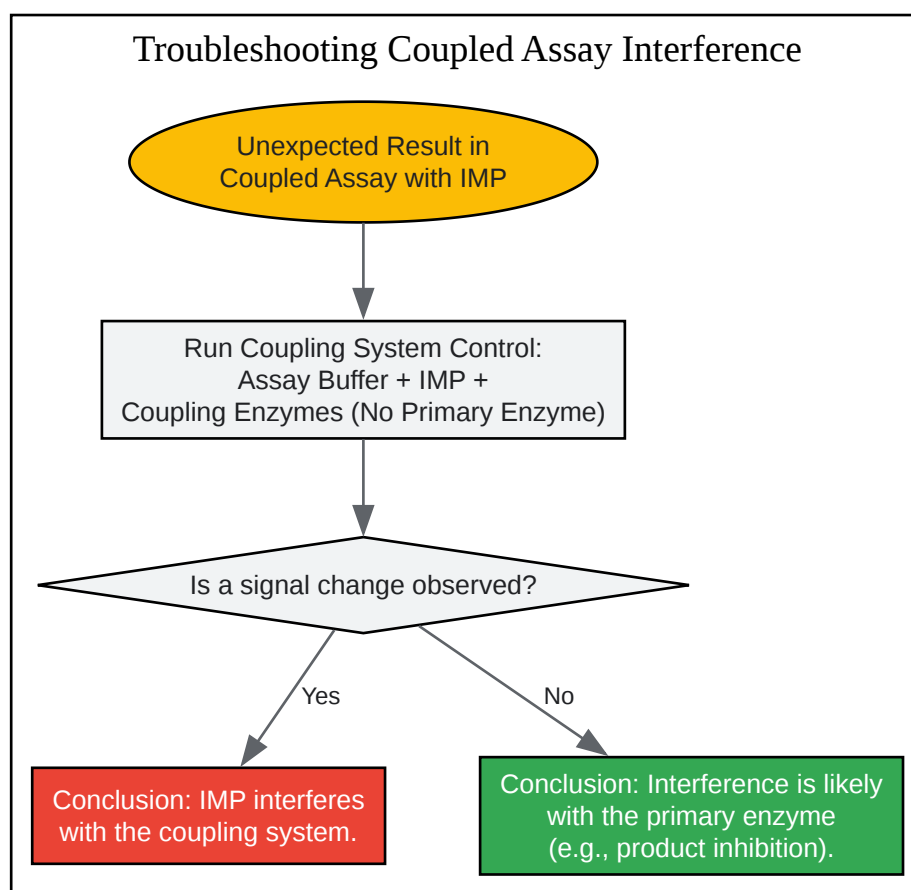 Troubleshooting Coupled Assay Interference
Unexpected Result in
Coupled Assay with IMP
Run Coupling System Control:
Assay Buffer + IMP +
Coupling Enzymes (No Primary Enzyme)
Is a signal change observed?
Yes
No
Conclusion: IMP interferes
with the coupling system.
Conclusion: Interference is likely
with the primary enzyme
(e.g., product inhibition).